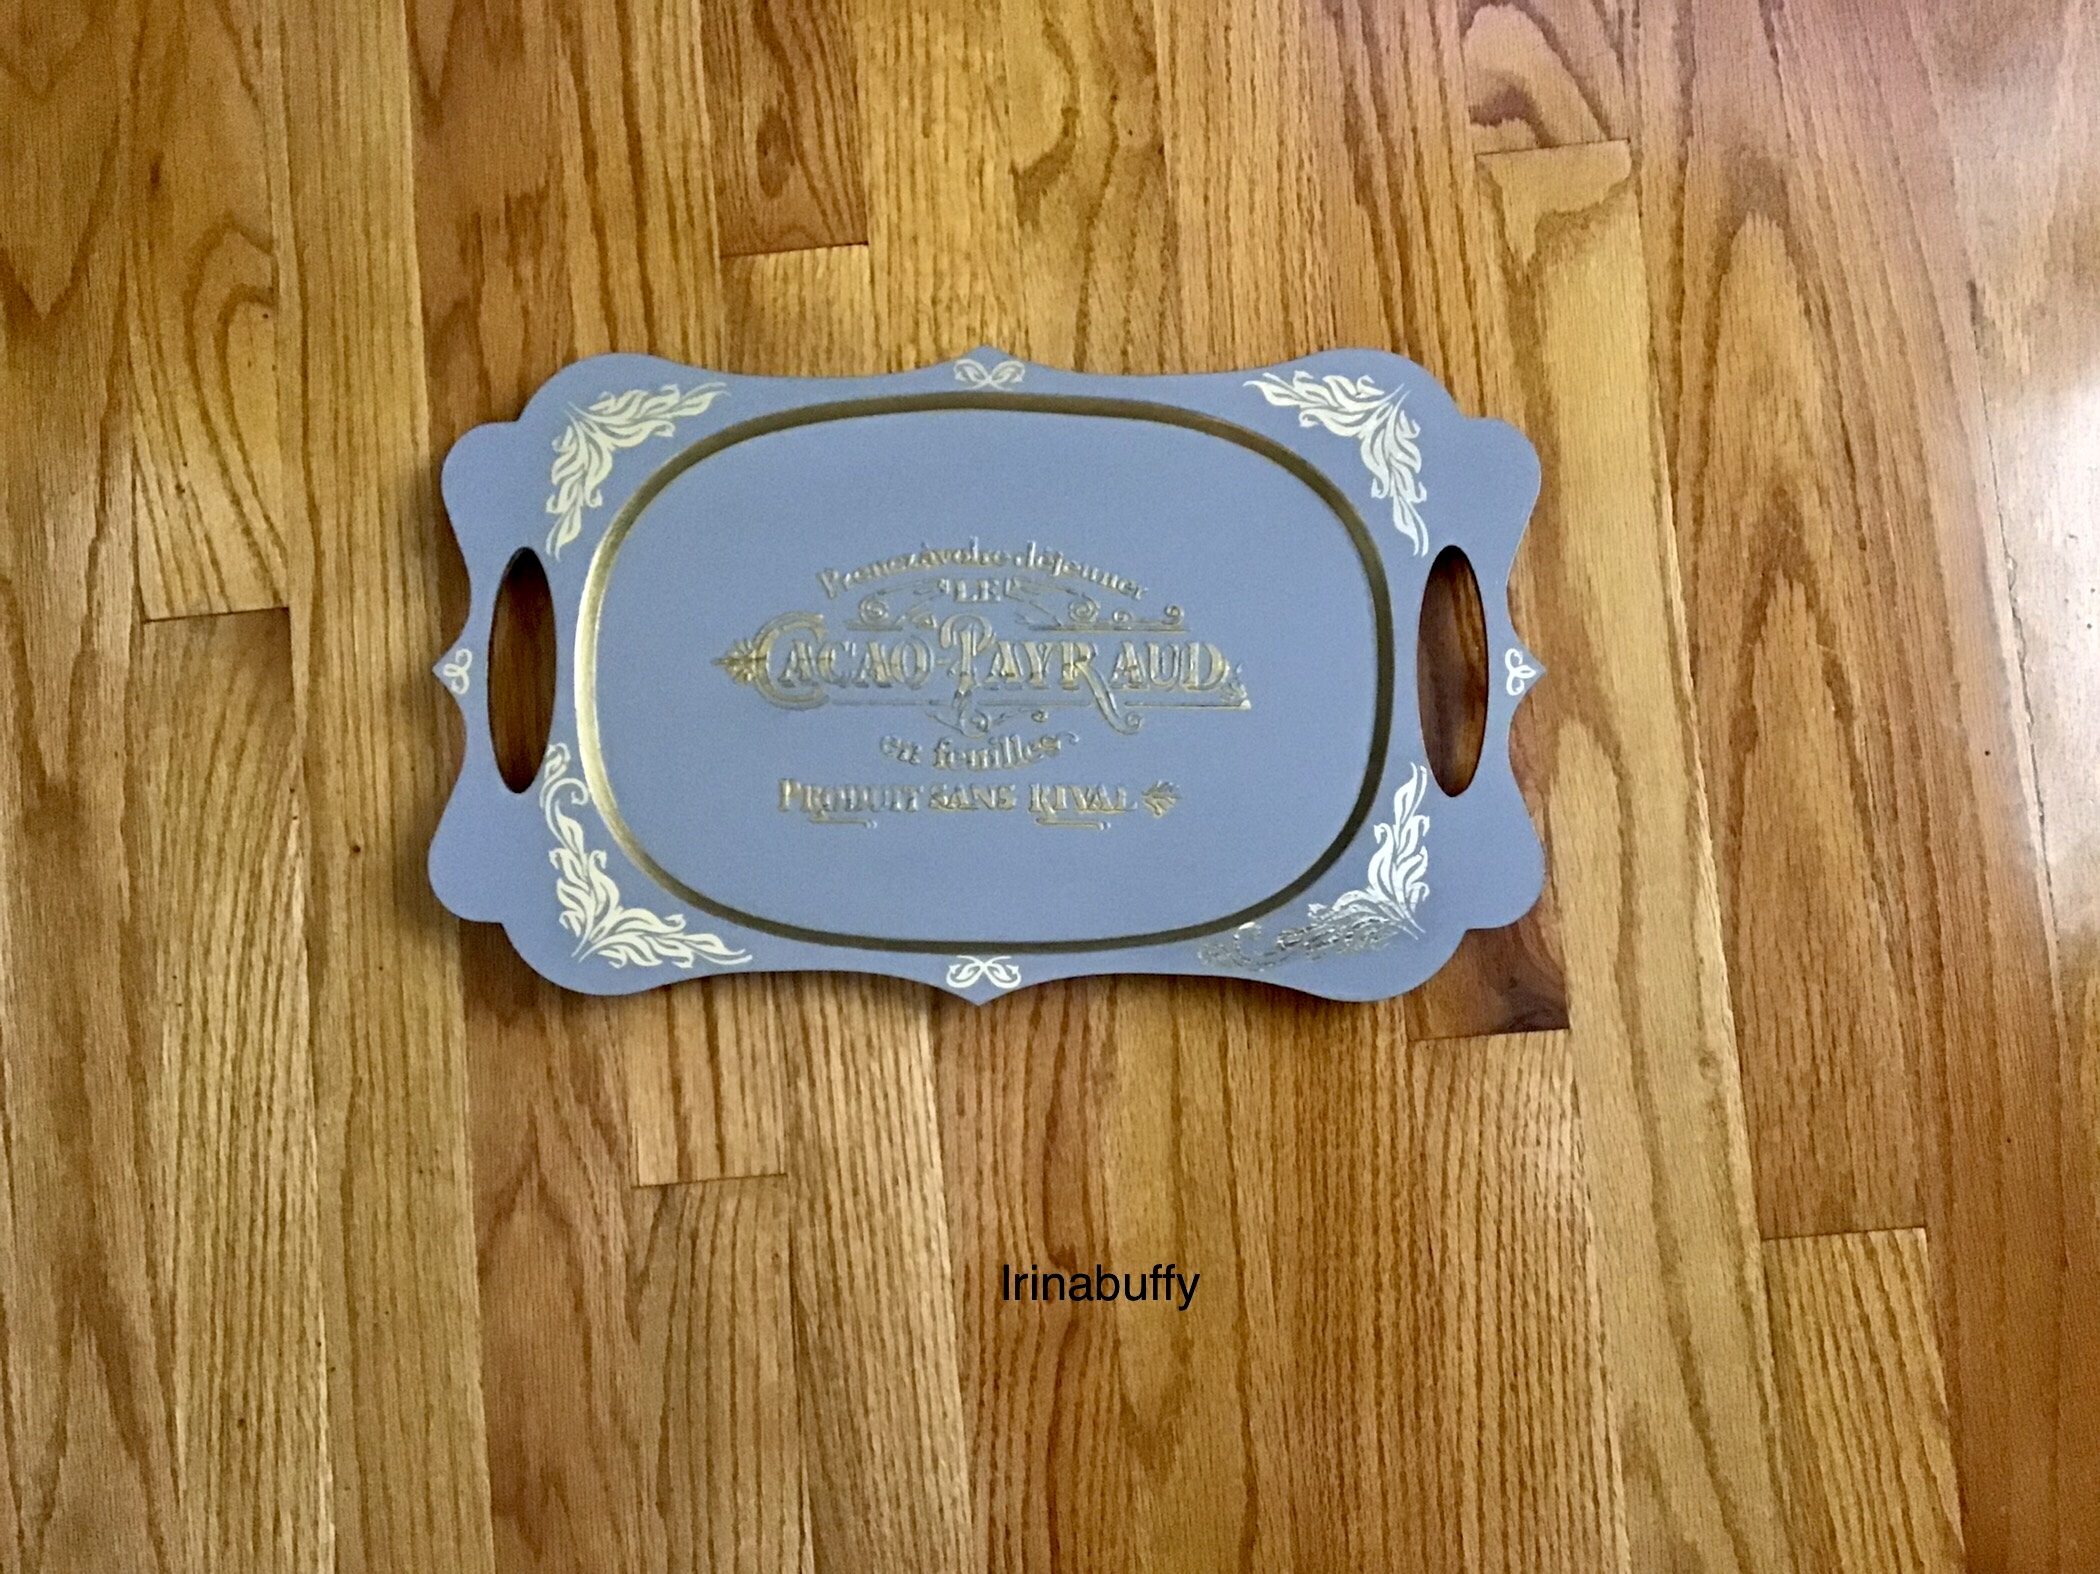 Prenez à votre déjeuner
"LE"
CACAO-PAYRAUD
en feuilles
PRODUIT SANS RIVAL
Irinabuffy